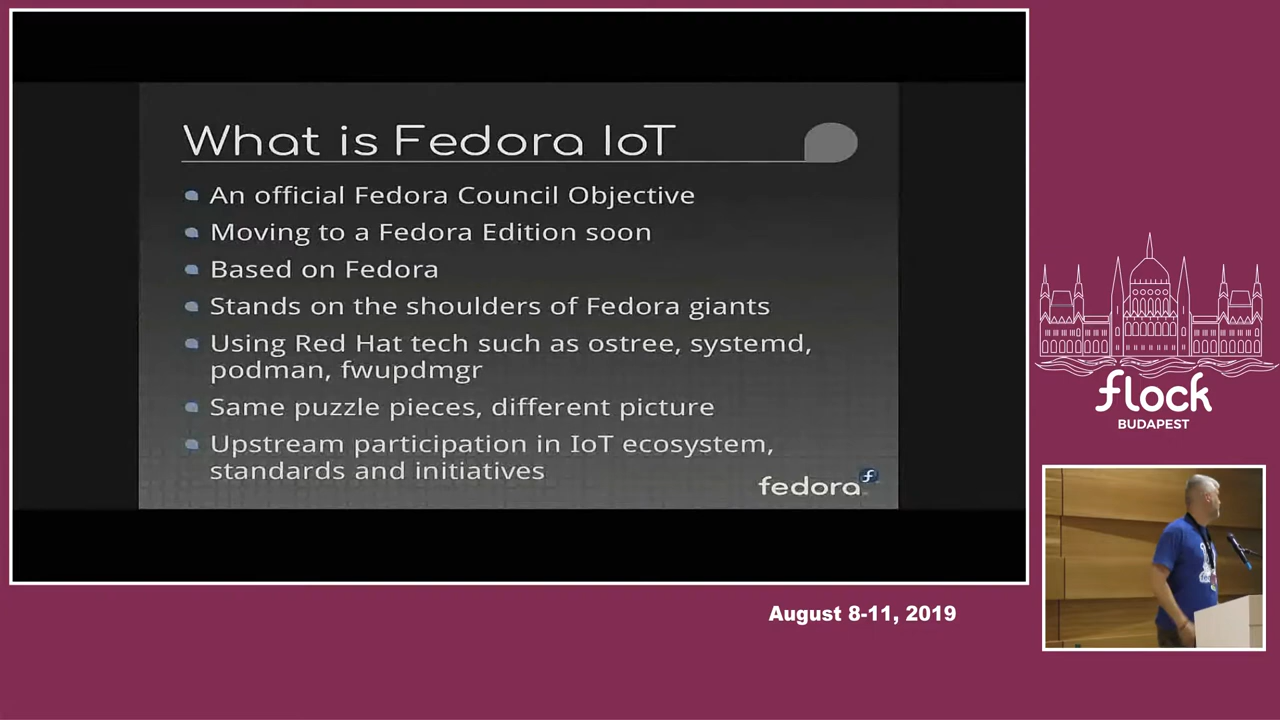 What is Fedora IoT
An official Fedora Council Objective
Moving to a Fedora Edition soon
Based on Fedora
Stands on the shoulders of Fedora giants
Using Red Hat tech such as ostree, systemd,
podman, fwupdmgr
Same puzzle pieces, different picture
Upstream participation in IoT ecosystem,
standards and initiatives
fedora
flock
BUDAPEST
August 8-11, 2019